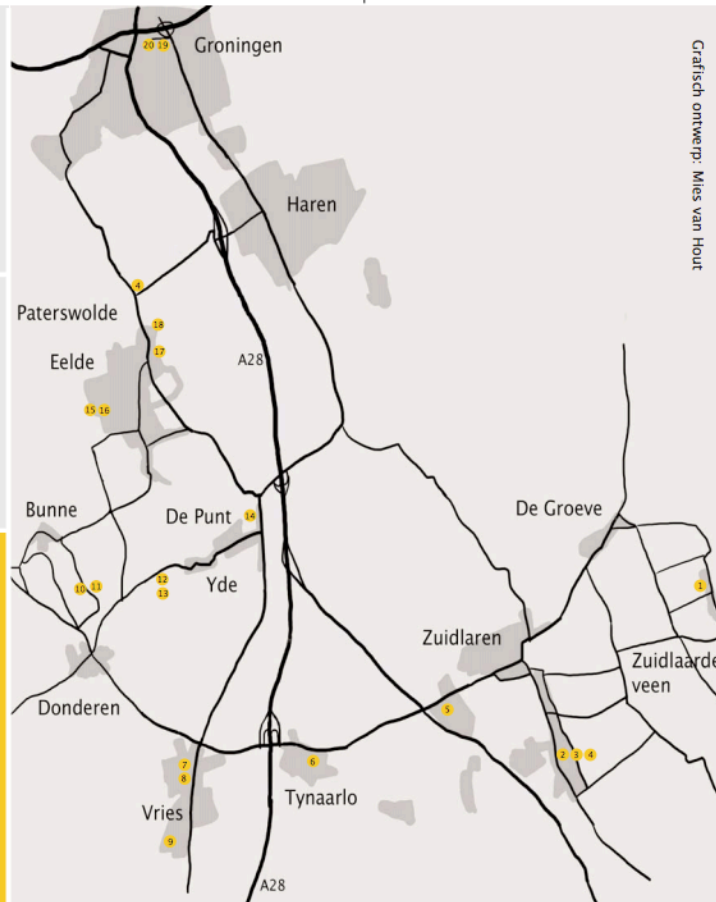 Groningen
20 19
Grafisch ontwerp: Mies van Hout
Haren
4
Paterswolde
18
17
Eelde
A28
15 16
Bunne
De Punt
14
De Groeve
Yde
12
13
10 11
1
Zuidlaren
Zuidlaarde
veen
Donderen
5
2 3 4
7
8
6
Tynaarlo
Vries
9
A28